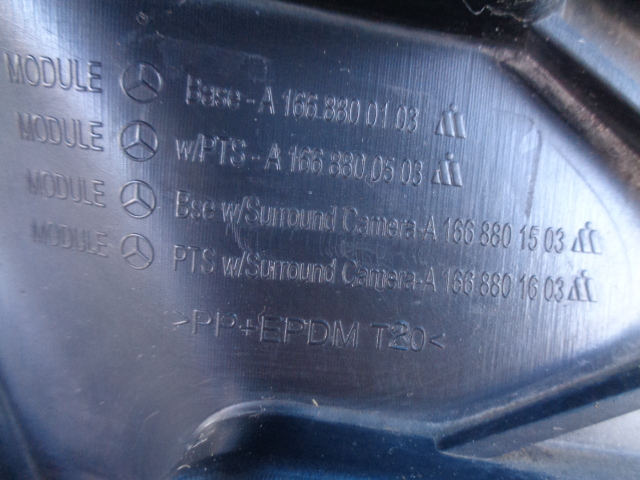 MODULE Base - A 166 880 01 03
MODULE w/PTS - A 166 880 05 03
MODULE Bse w/Surround Camera-A 166 880 15 03
MODULE PTS w/Surround Camera-A 166 880 16 03
>PP+EPDM T20<